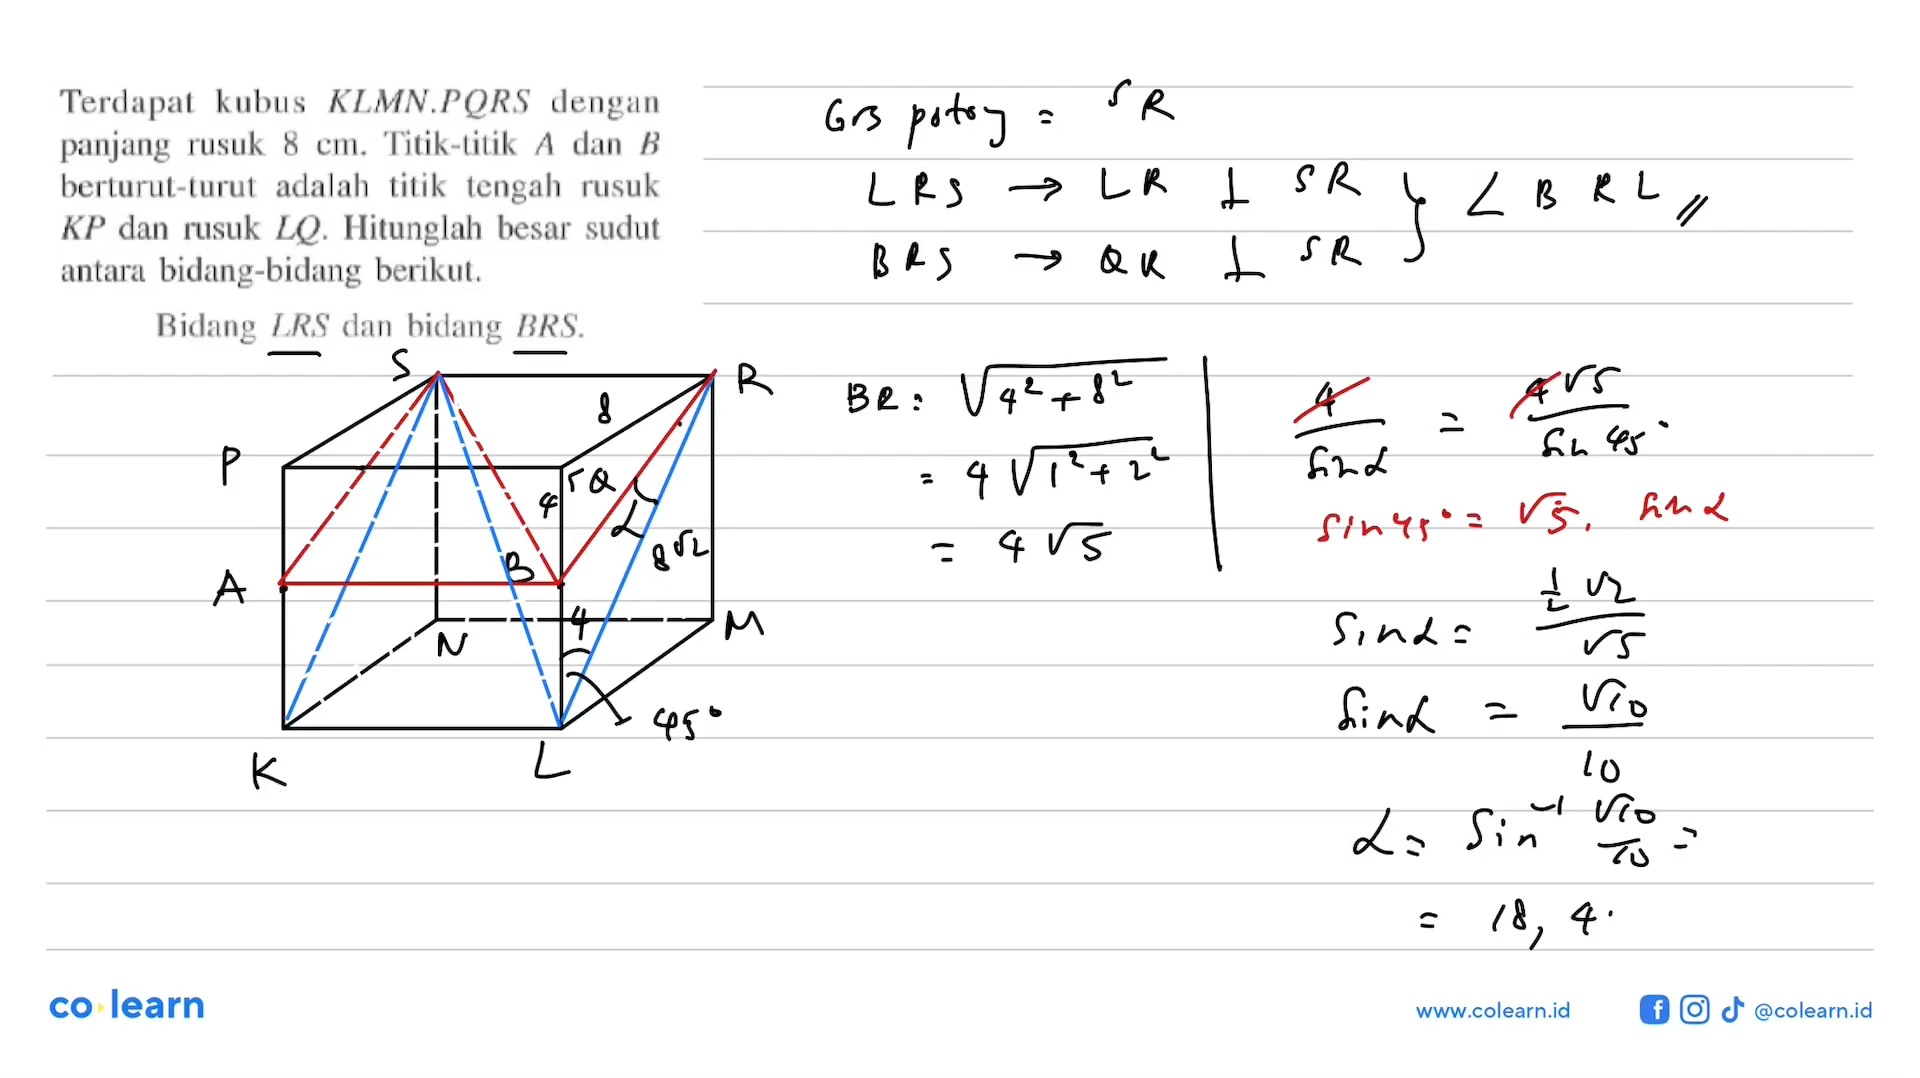 Terdapat kubus KLMN.PQRS dengan
panjang rusuk 8 cm. Titik-titik A dan B
berturut-turut adalah titik tengah rusuk
KP dan rusuk LQ. Hitunglah besar sudut
antara bidang-bidang berikut.
Bidang LRS dan bidang BRS.
Grs potong = SR
LRS → LR ⊥ SR } ∠ BRL //
BRS → QR ⊥ SR
S
R
8
P
Q
4
α
8√2
A
B
4
N
M
45°
K
L
BR = √4² + 8²
= 4 √1² + 2²
= 4 √5
4/sin α = 4√5/sin 45°
sin 45° = √5 . sin α
sin α = ½ √2/√5
sin α = √10/10
α = sin⁻¹ √10/10 =
= 18,4°
co learn
www.colearn.id
@colearn.id